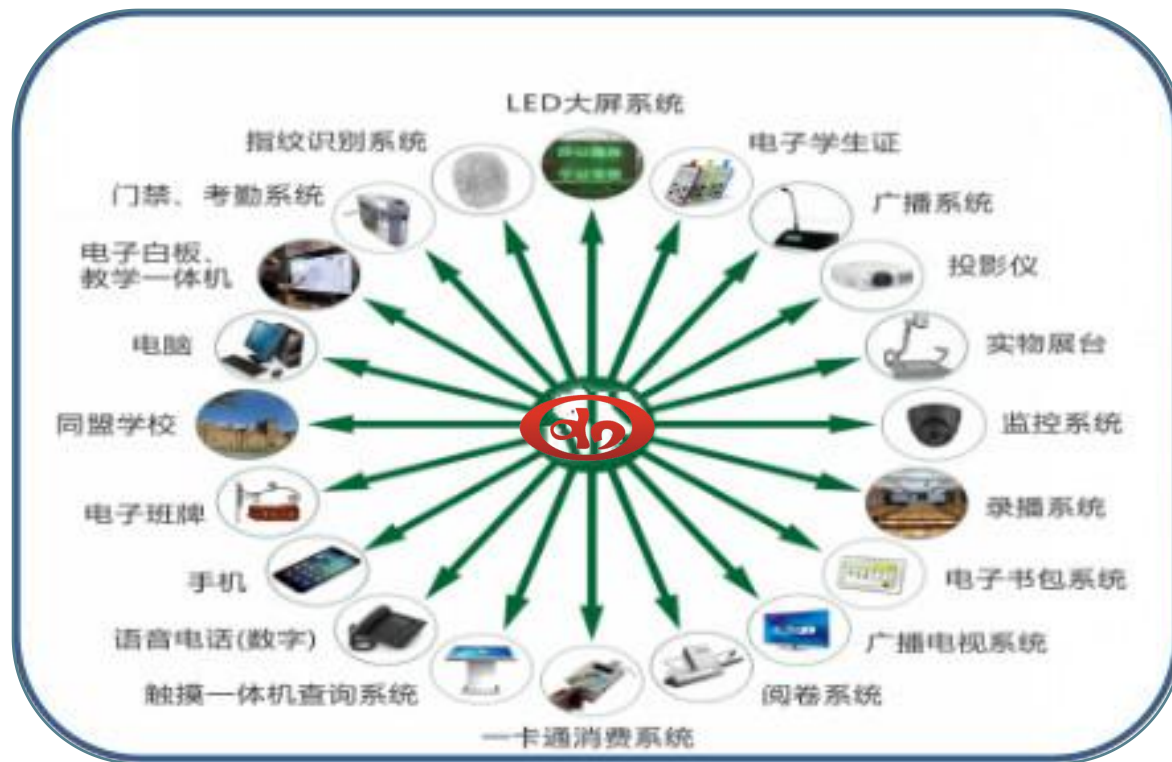 LED大屏系统
电子学生证
广播系统
投影仪
实物展台
监控系统
录播系统
电子书包系统
广播电视系统
阅卷系统
一卡通消费系统
触摸一体机查询系统
语音电话(数字)
手机
电子班牌
同盟学校
电脑
电子白板、
教学一体机
门禁、考勤系统
指纹识别系统